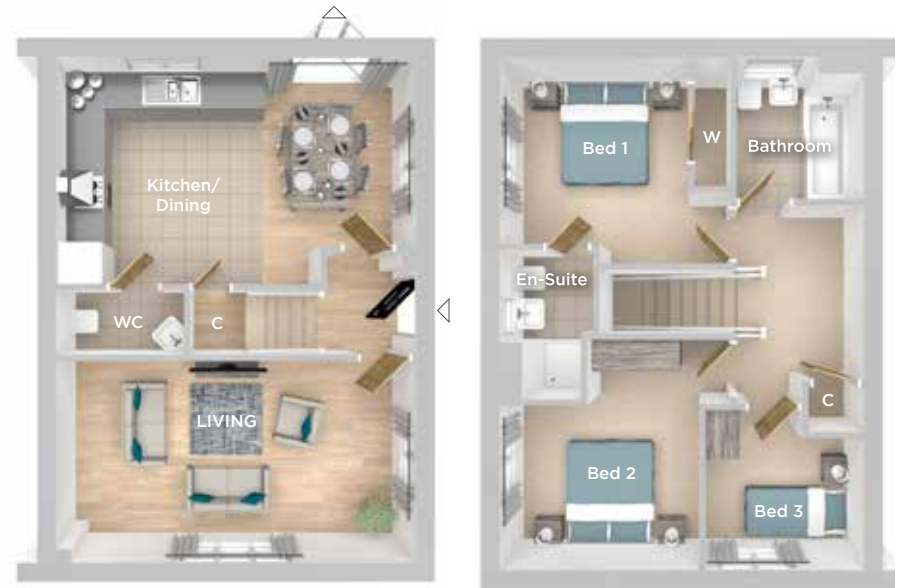 Kitchen/
Dining
WC
C
LIVING
Bed 1
W
Bathroom
En-Suite
C
Bed 2
Bed 3